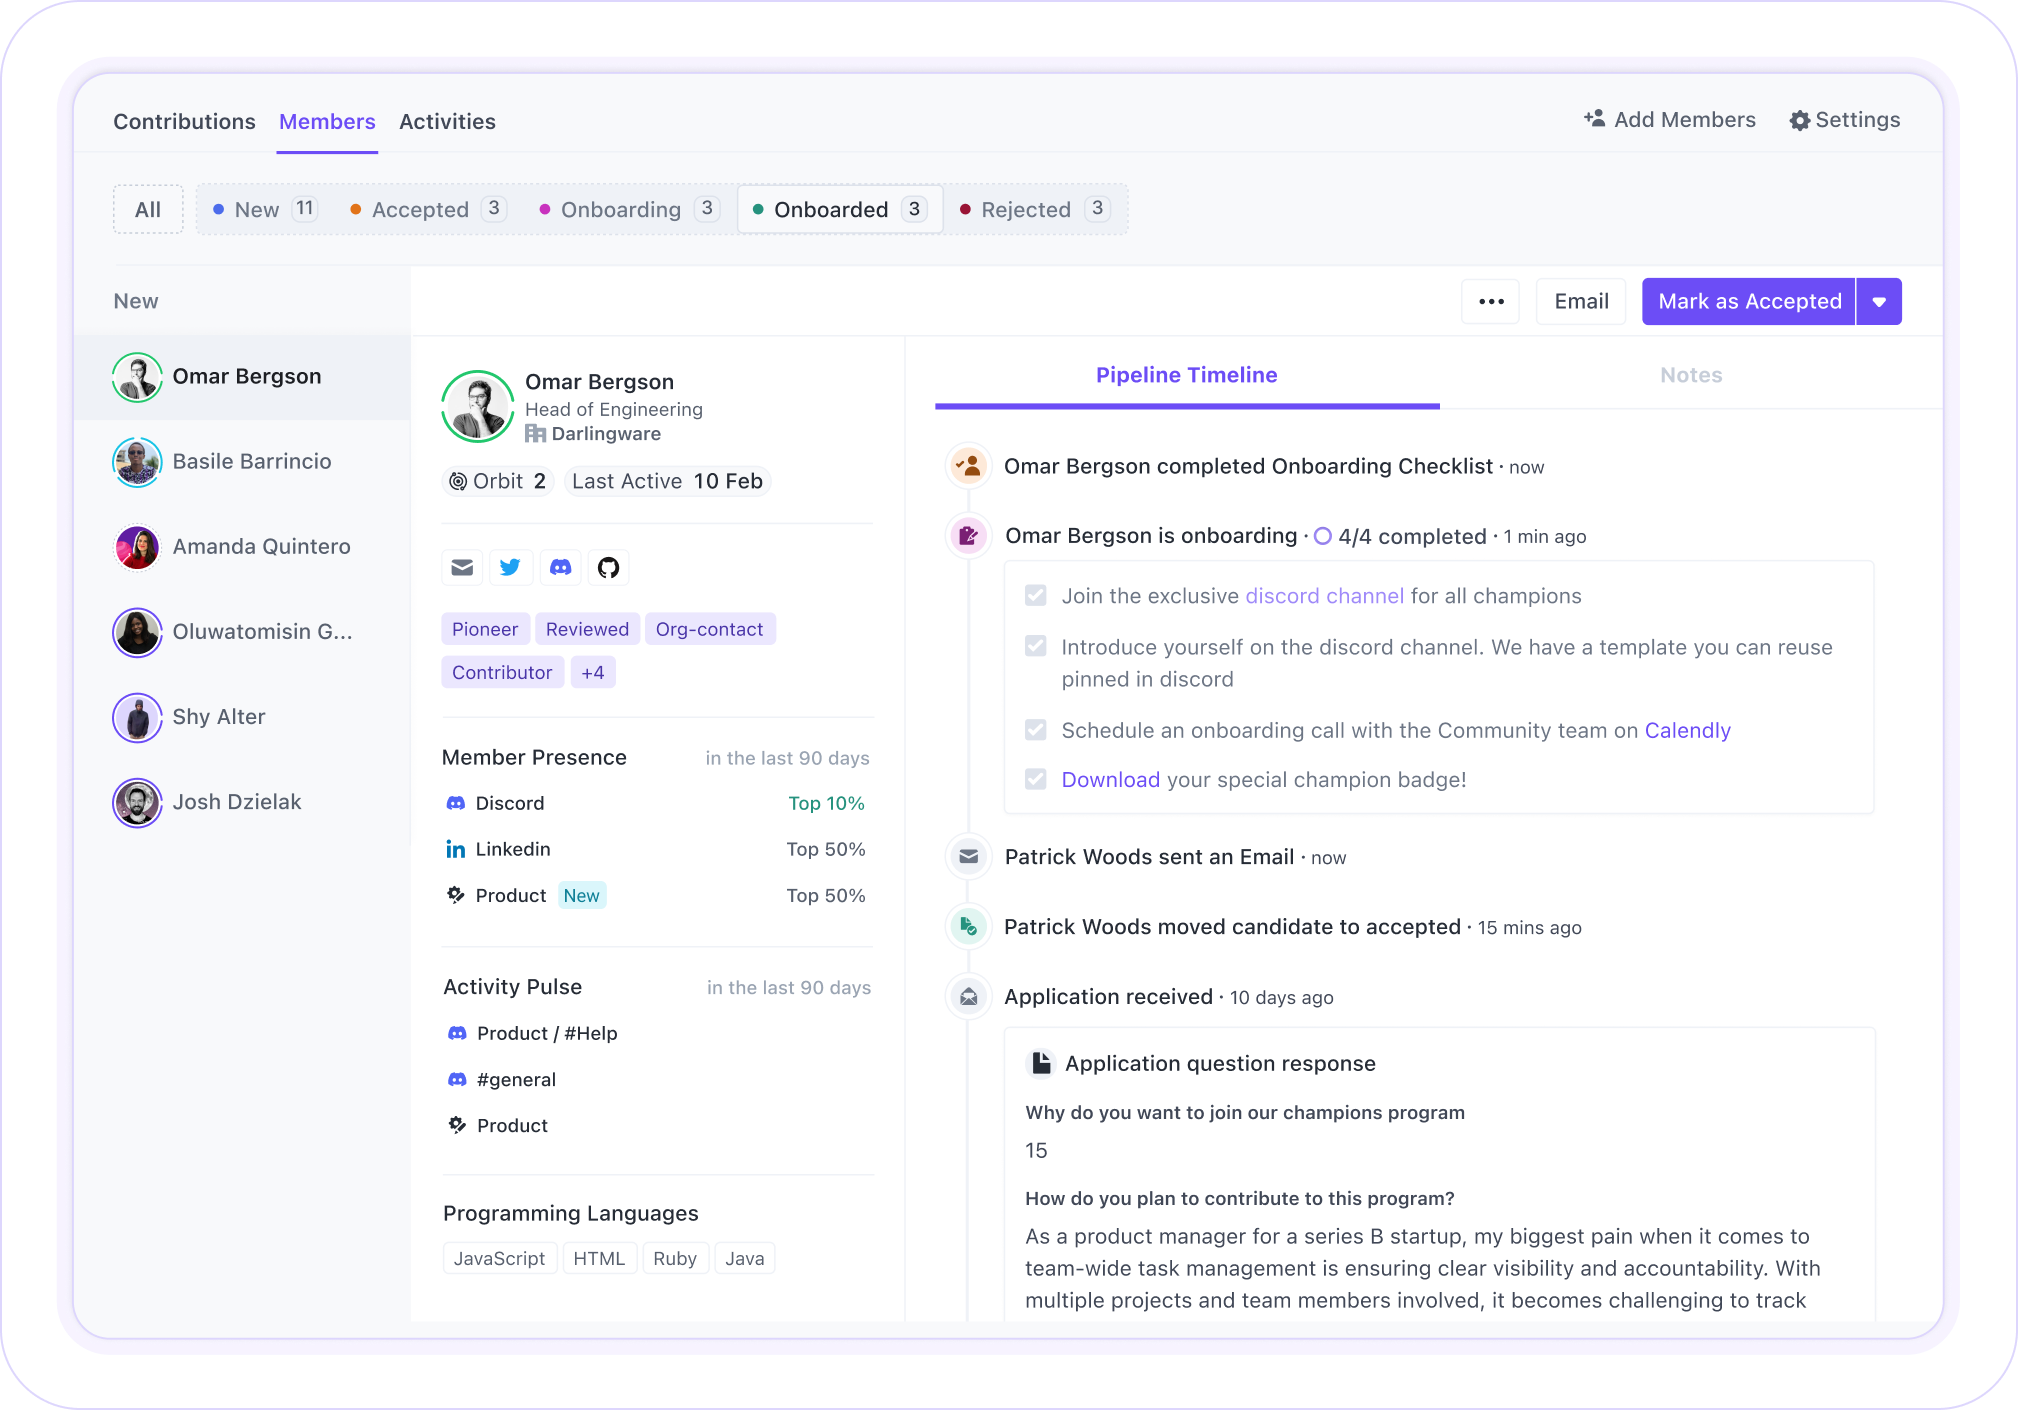 Contributions Members Activities Add Members Settings
All New 11 Accepted 3 Onboarding 3 Onboarded 3 Rejected 3
New
Omar Bergson
Basile Barrincio
Amanda Quintero
Oluwatomisin G...
Shy Alter
Josh Dzielak
••• Email Mark as Accepted
Omar Bergson
Head of Engineering
Darlingware
Orbit 2 Last Active 10 Feb
Pioneer Reviewed Org-contact
Contributor +4
Member Presence in the last 90 days
Discord Top 10%
Linkedin Top 50%
Product New Top 50%
Activity Pulse in the last 90 days
Product / #Help
#general
Product
Programming Languages
JavaScript HTML Ruby Java
Pipeline Timeline Notes
Omar Bergson completed Onboarding Checklist · now
Omar Bergson is onboarding · 4/4 completed · 1 min ago
Join the exclusive discord channel for all champions
Introduce yourself on the discord channel. We have a template you can reuse
pinned in discord
Schedule an onboarding call with the Community team on Calendly
Download your special champion badge!
Patrick Woods sent an Email · now
Patrick Woods moved candidate to accepted · 15 mins ago
Application received · 10 days ago
Application question response
Why do you want to join our champions program
15
How do you plan to contribute to this program?
As a product manager for a series B startup, my biggest pain when it comes to
team-wide task management is ensuring clear visibility and accountability. With
multiple projects and team members involved, it becomes challenging to track